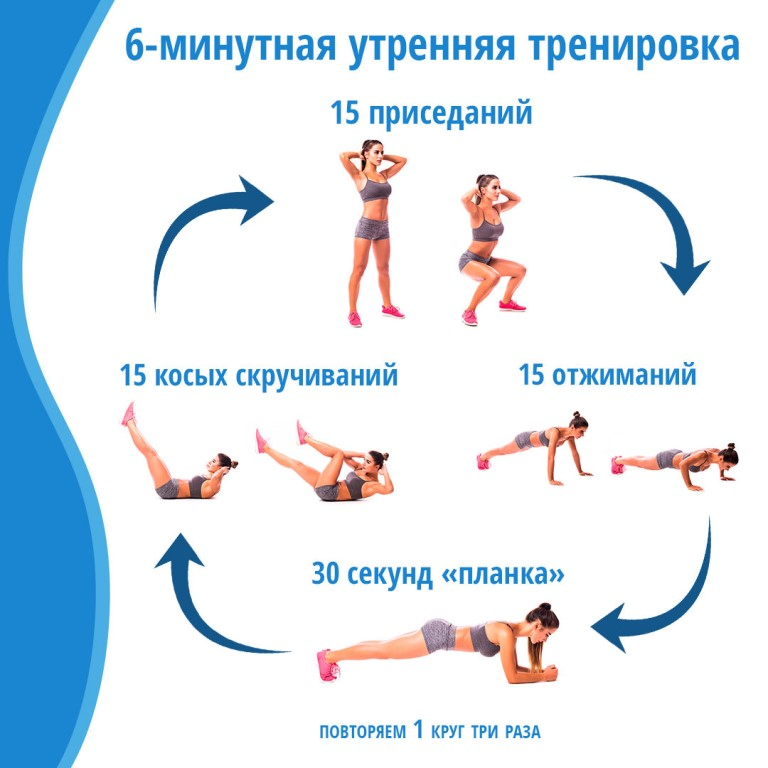 6-минутная утренняя тренировка
15 приседаний
15 косых скручиваний
15 отжиманий
30 секунд «планка»
ПОВТОРЯЕМ 1 КРУГ ТРИ РАЗА